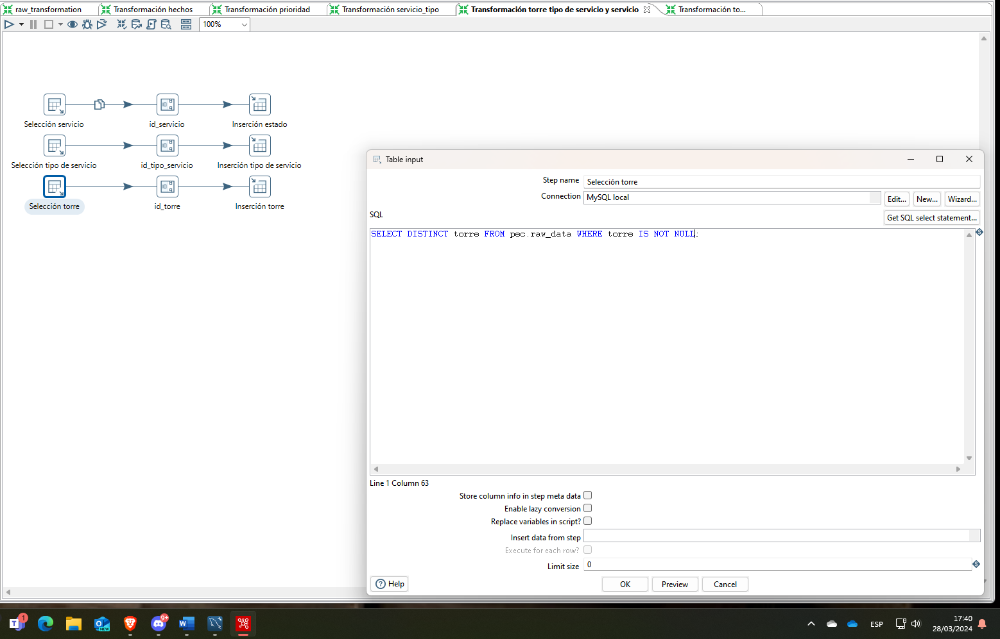 raw_transformation Transformación hechos Transformación prioridad Transformación servicio_tipo Transformación torre tipo de servicio y servicio Transformación to...
100%
Selección servicio id_servicio Inserción estado
Selección tipo de servicio id_tipo_servicio Inserción tipo de servicio
Selección torre id_torre Inserción torre
Table input
Step name Selección torre
Connection MySQL local Edit... New... Wizard...
SQL Get SQL select statement...
SELECT DISTINCT torre FROM pec.raw_data WHERE torre IS NOT NULL;
Line 1 Column 63
Store column info in step meta data
Enable lazy conversion
Replace variables in script?
Insert data from step
Execute for each row?
Limit size 0
Help OK Preview Cancel
T 1 NEW 9+ W ESP 17:40
28/03/2024